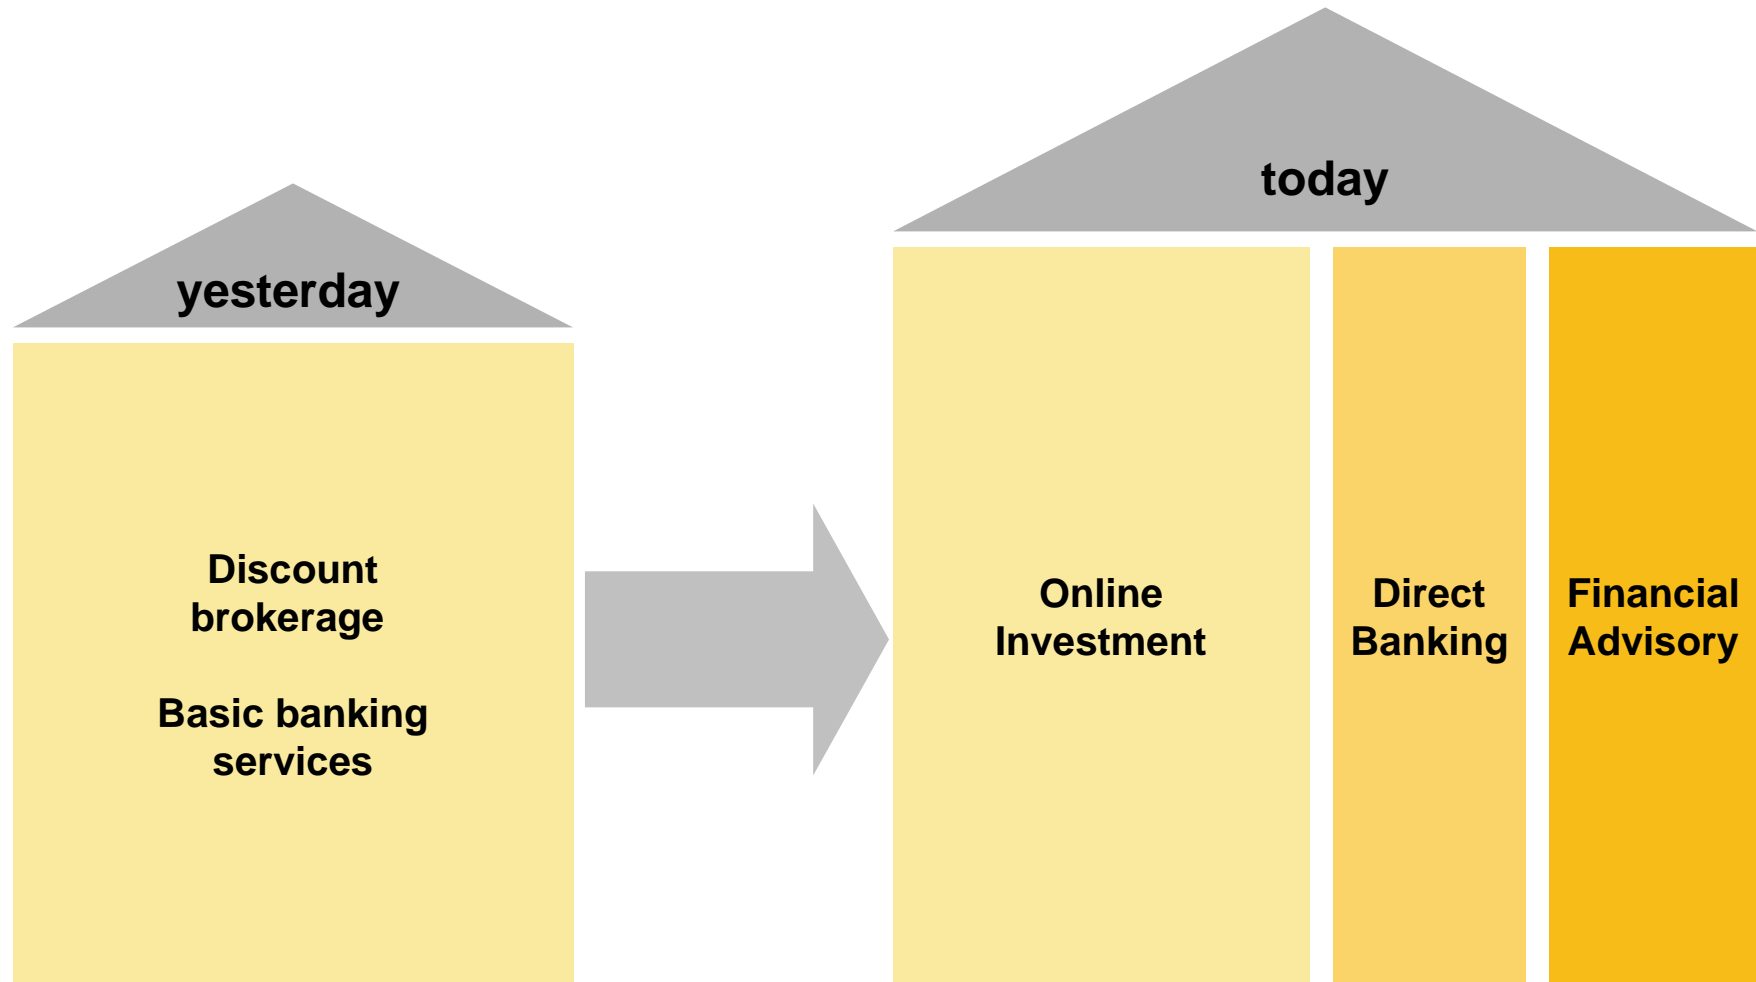 yesterday
Discount
brokerage
Basic banking
services
today
Online
Investment
Direct
Banking
Financial
Advisory